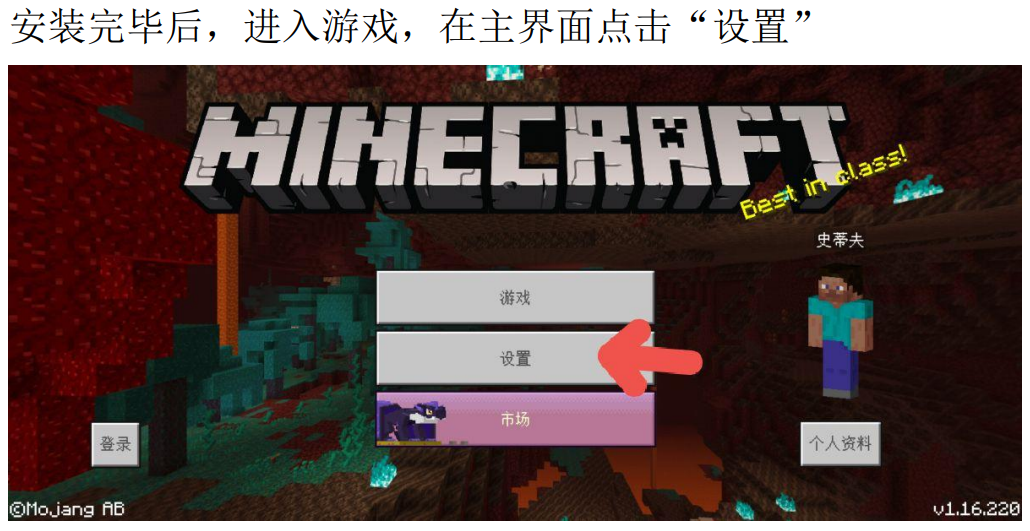 安装完毕后，进入游戏，在主界面点击“设置”
MINECRAFT
Best in class!
史蒂夫
游戏
设置
市场
登录
个人资料
©Mojang AB
v1.16.220